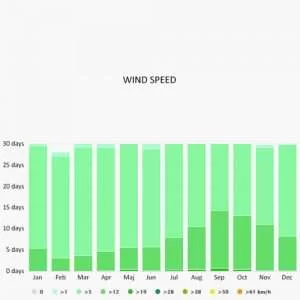 WIND SPEED
30 days
25 days
20 days
15 days
10 days
5 days
0 days
Jan Feb Mar Apr May Jun Jul Aug Sep Oct Nov Dec
0 >1 >5 >12 >19 >28 >38 >50 >61 km/h